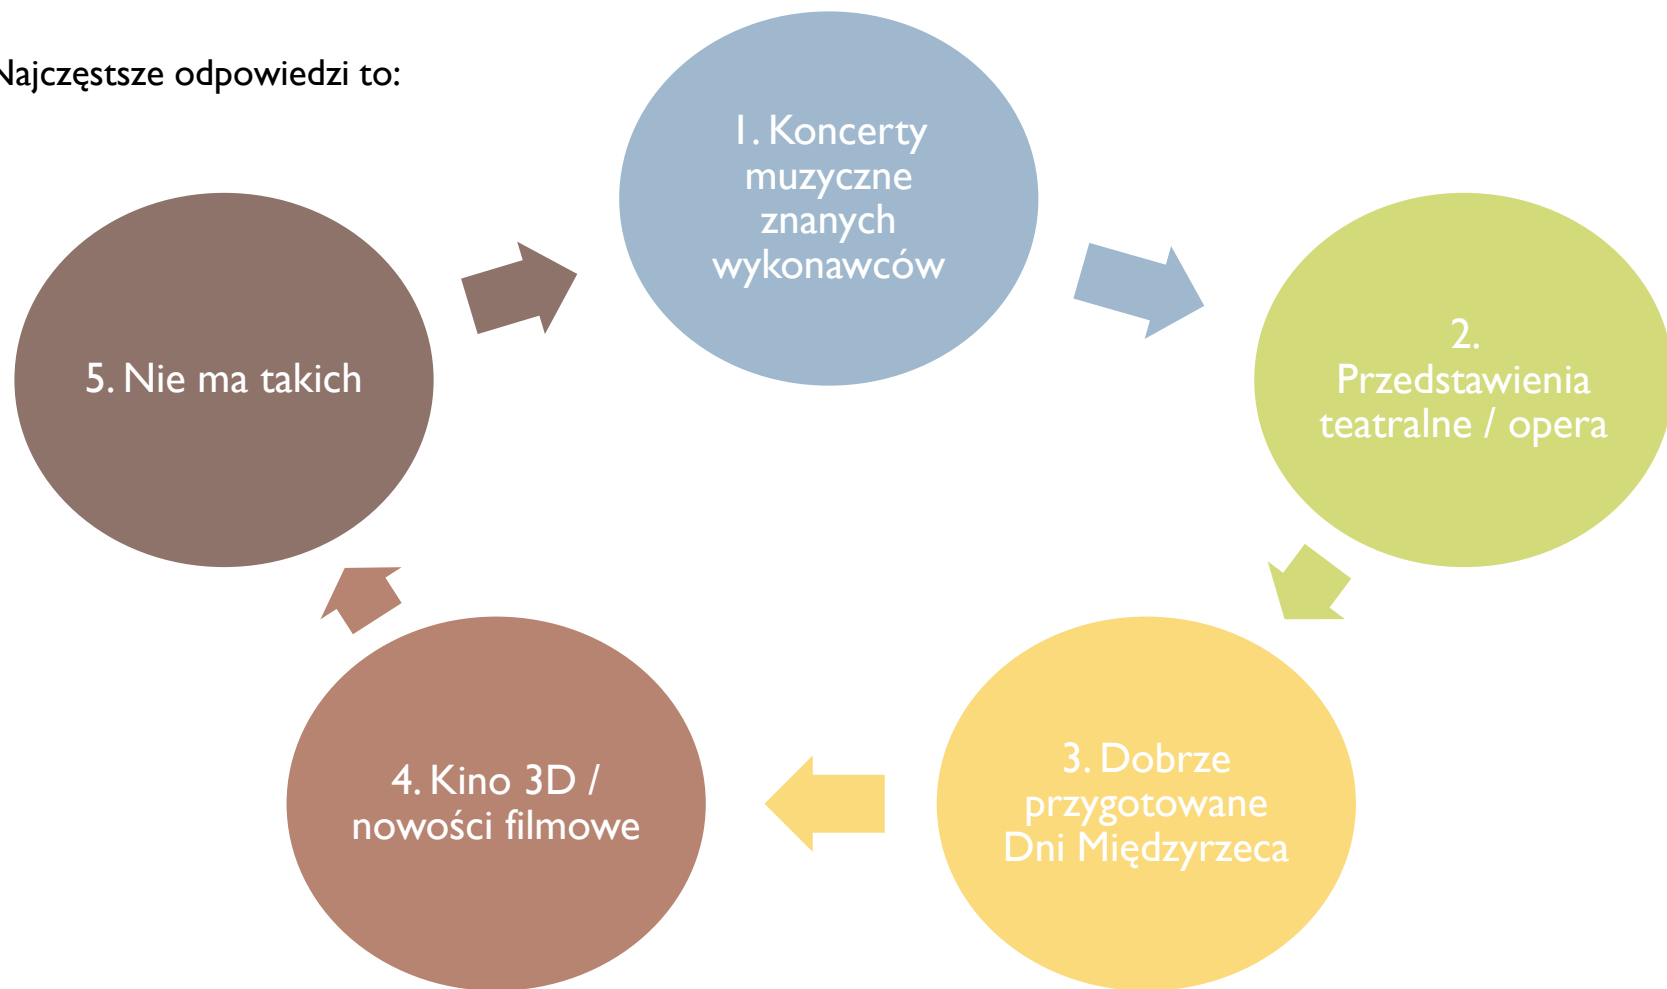 Najczęstsze odpowiedzi to:
1. Koncerty
muzyczne
znanych
wykonawców
2.
Przedstawienia
teatralne / opera
3. Dobrze
przygotowane
Dni Międzyrzeca
4. Kino 3D /
nowości filmowe
5. Nie ma takich